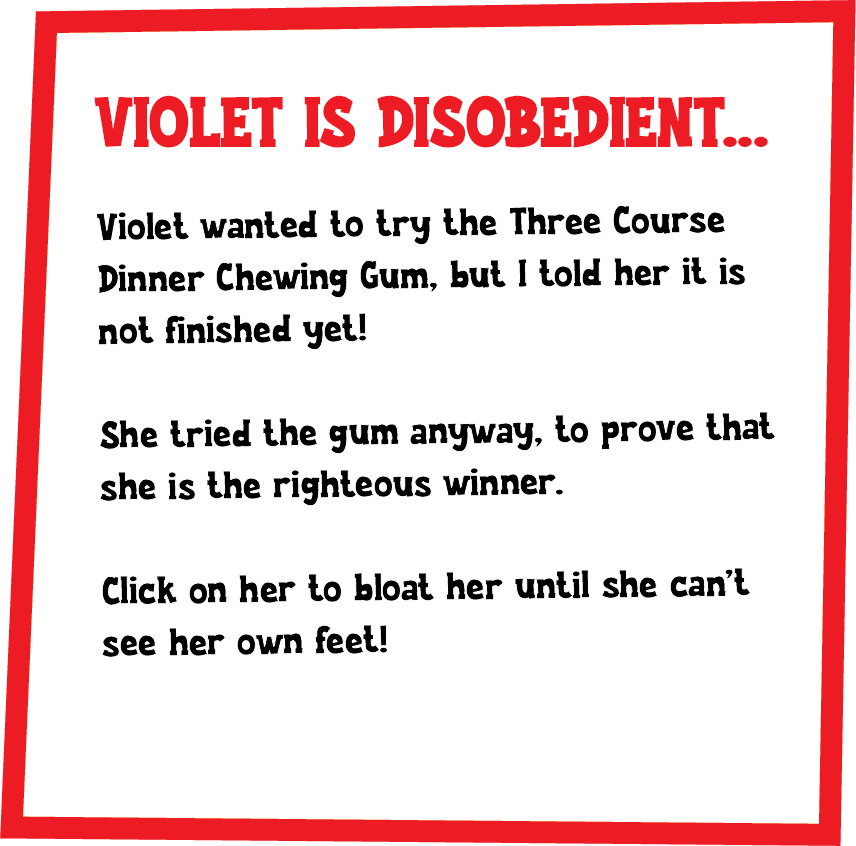 VIOLET IS DISOBEDIENT...
Violet wanted to try the Three Course
Dinner Chewing Gum, but I told her it is
not finished yet!
She tried the gum anyway, to prove that
she is the righteous winner.
Click on her to bloat her until she can't
see her own feet!